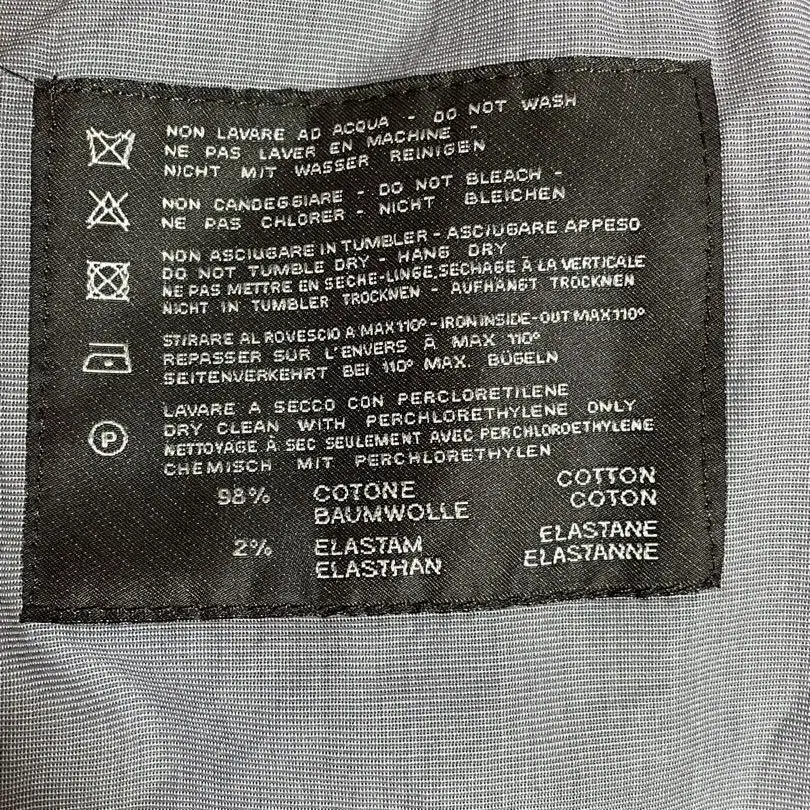 NON LAVARE AD ACQUA - DO NOT WASH
NE PAS LAVER EN MACHINE -
NICHT MIT WASSER REINIGEN
NON CANDEGGIARE - DO NOT BLEACH -
NE PAS CHLORER - NICHT BLEICHEN
NON ASCIUGARE IN TUMBLER - ASCIUGARE APPESO
DO NOT TUMBLE DRY - HANG DRY
NE PAS METTRE EN SECHE-LINGE, SECHAGE À LA VERTICALE
NICHT IN TUMBLER TROCKNEN - AUFHÄNGT TROCKNEN
STIRARE AL ROVESCIO A MAX 110° - IRON INSIDE-OUT MAX 110°
REPASSER SUR L'ENVERS À MAX 110°
SEITENVERKEHRT BEI 110° MAX. BÜGELN
P
LAVARE A SECCO CON PERCLORETILENE
DRY CLEAN WITH PERCHLORETHYLENE ONLY
NETTOYAGE À SEC SEULEMENT AVEC PERCHLOROETHYLENE
CHEMISCH MIT PERCHLORETHYLEN
98% COTONE COTTON
BAUMWOLLE COTON
2% ELASTAM ELASTANE
ELASTHAN ELASTANNE